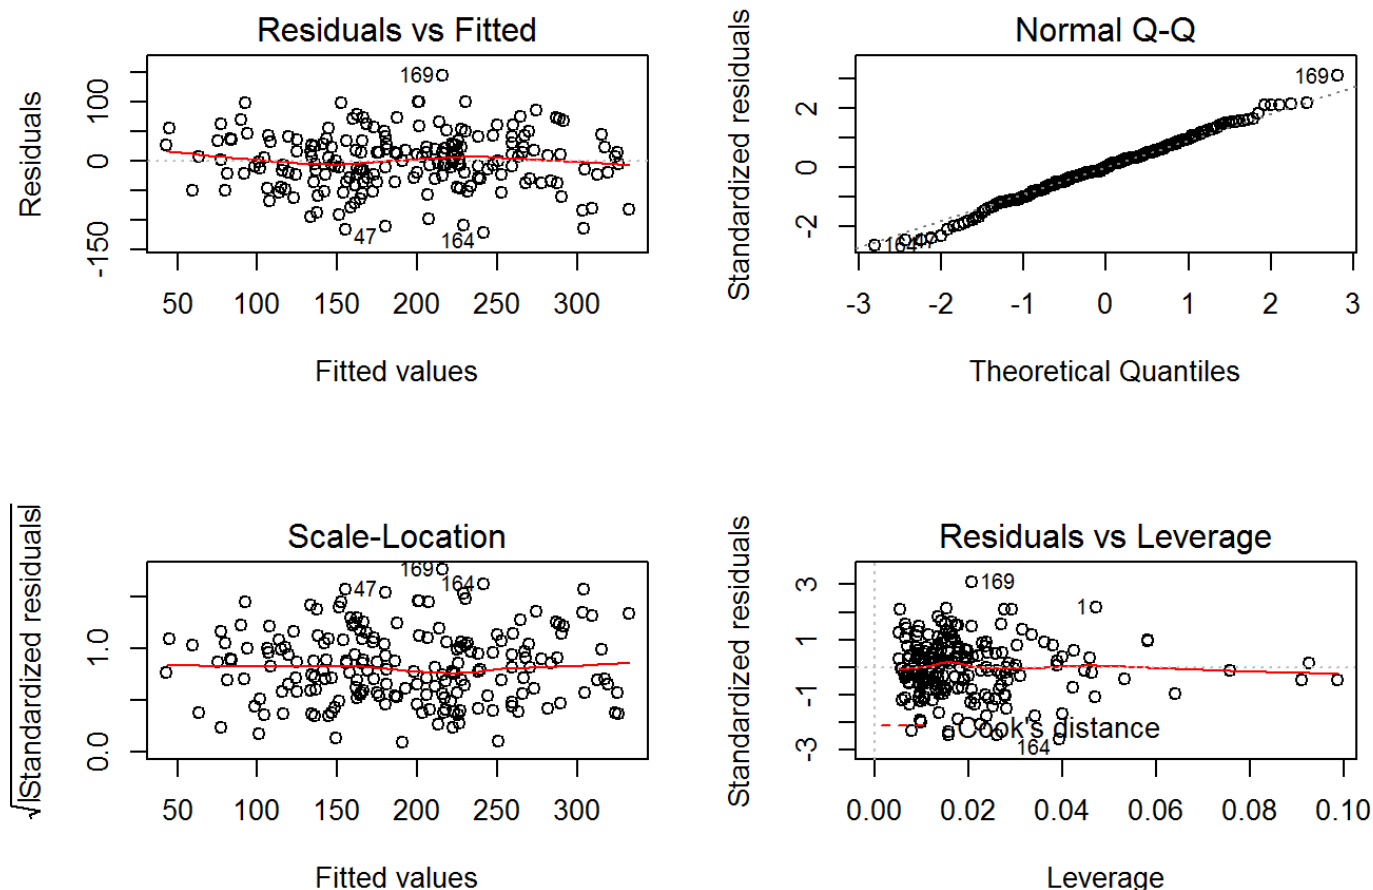 Residuals vs Fitted
Residuals
100
0
-150
169
47
164
50 100 150 200 250 300
Fitted values
Normal Q-Q
Standardized residuals
2
0
-2
169
164
-3 -2 -1 0 1 2 3
Theoretical Quantiles
Scale-Location
√|Standardized residuals|
1.0
0.0
169
47
164
50 100 150 200 250 300
Fitted values
Residuals vs Leverage
Standardized residuals
3
1
-1
-3
169
1
Cook's distance
164
0.00 0.02 0.04 0.06 0.08 0.10
Leverage